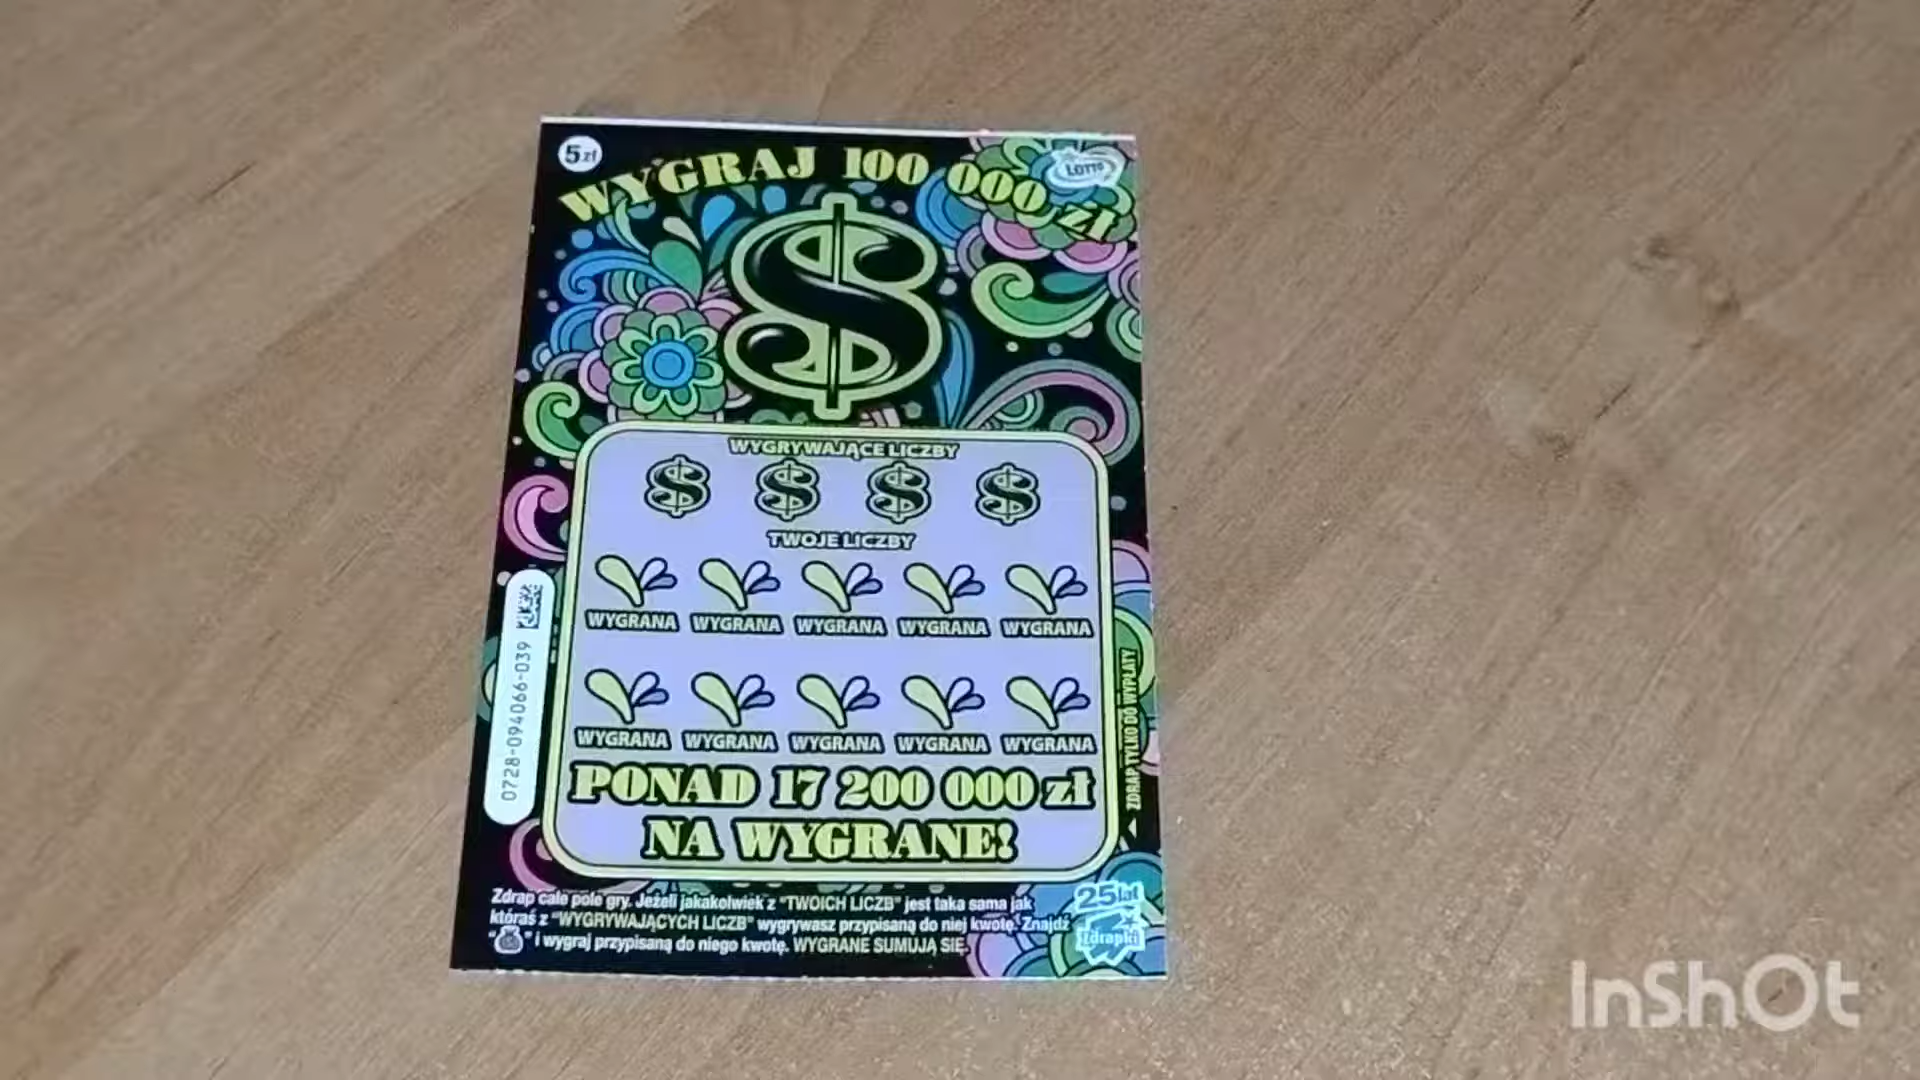 5 zł
WYGRAJ 100 000 zł
LOTTO
WYGRYWAJĄCE LICZBY
TWOJE LICZBY
WYGRANA WYGRANA WYGRANA WYGRANA WYGRANA
WYGRANA WYGRANA WYGRANA WYGRANA WYGRANA
PONAD 17 200 000 zł
NA WYGRANE!
0728-094066-039
ZDRAP TYLKO DO WYPŁATY
Zdrap całe pole gry. Jeżeli jakakolwiek z "TWOICH LICZB" jest taka sama jak
któraś z "WYGRYWAJĄCYCH LICZB" wygrywasz przypisaną do niej kwotę. Znajdź
" " i wygraj przypisaną do niego kwotę. WYGRANE SUMUJĄ SIĘ.
25 lat
zdrapki
InShOt